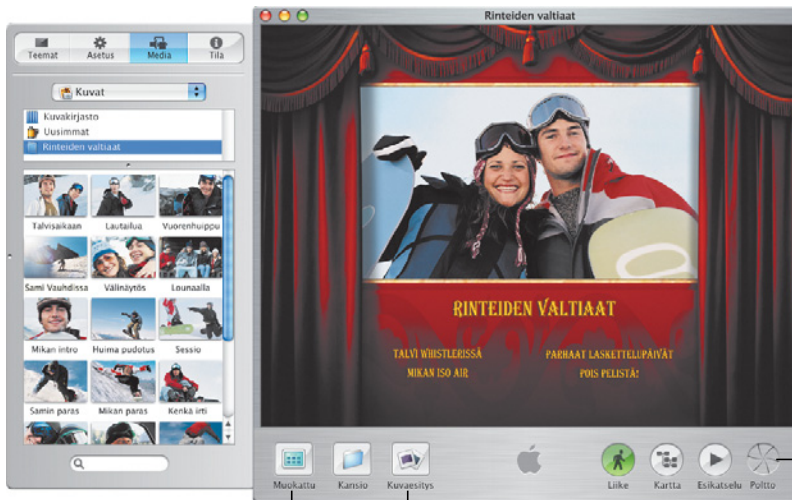 Teemat Asetus Media Tila
Kuvat
Kuvakirjasto
Uusimmat
Rinteiden valtiaat
Talvisaikaan Lautailua Vuorenhuippu
Sami Vauhdissa Välinäytös Lounaalla
Mikan intro Huima pudotus Sessio
Samin paras Mikan paras Kenkä irti
Rinteiden valtiaat
RINTEIDEN VALTIAAT
TALVI WHISTLERISSÄ PARHAAT LASKETTELUPÄIVÄT
MIKAN ISO AIR POIS PELISTÄ!
Muokattu Kansio Kuvaesitys Liike Kartta Esikatselu Poltto